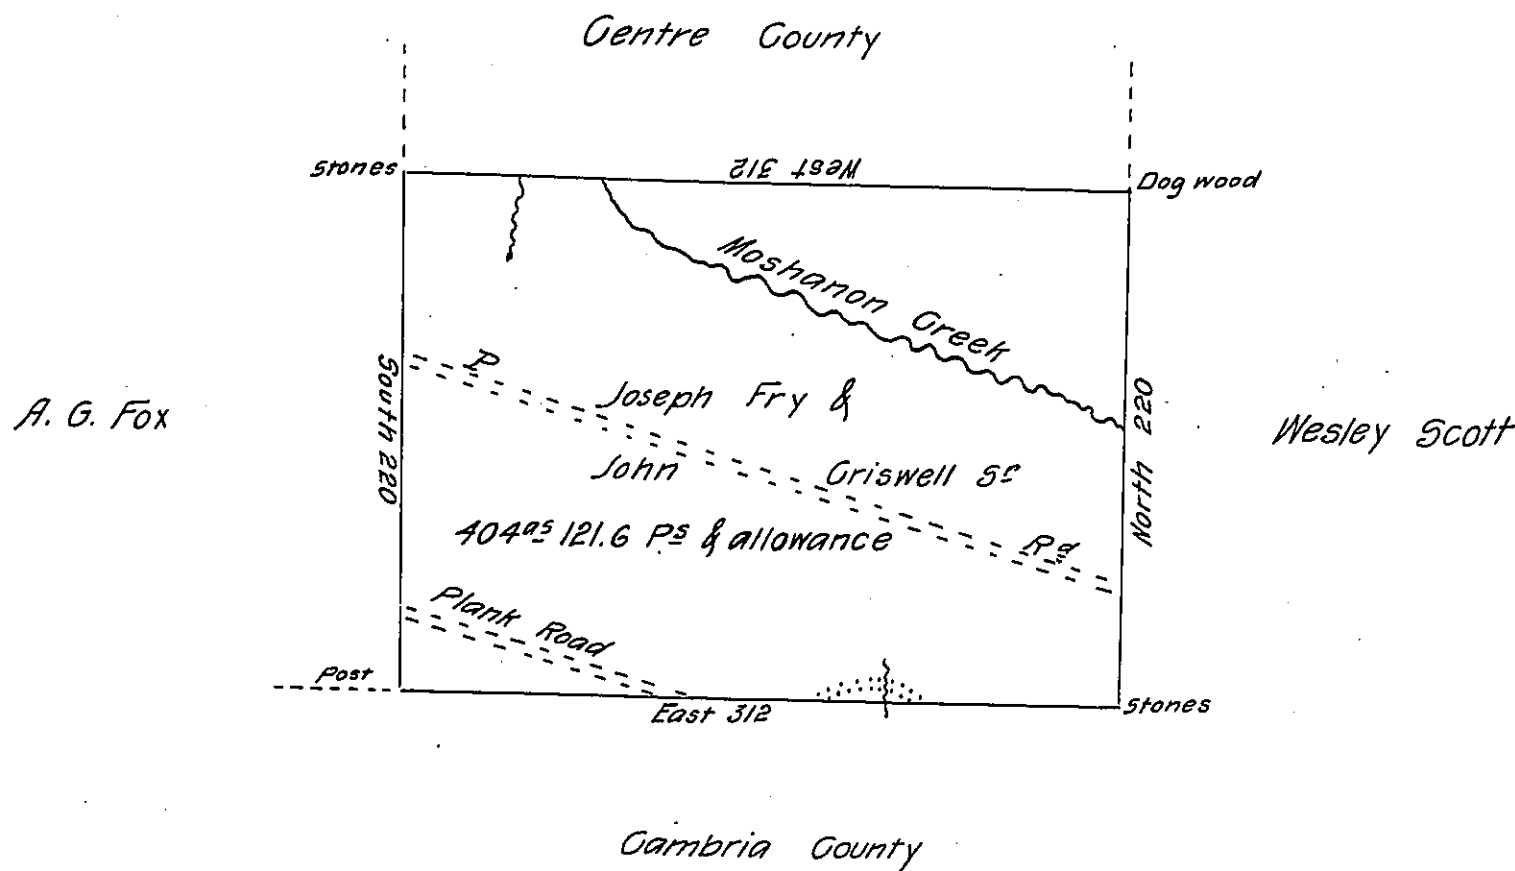 Centre County
Stones
West 312
Dog wood
Moshanon Creek
South 220
P
Joseph Fry &
A. G. Fox
North 220
Wesley Scott
John Criswell Sr
404as 121.6 Ps & allowance
Rd
Plank Road
Post
East 312
Stones
Cambria County